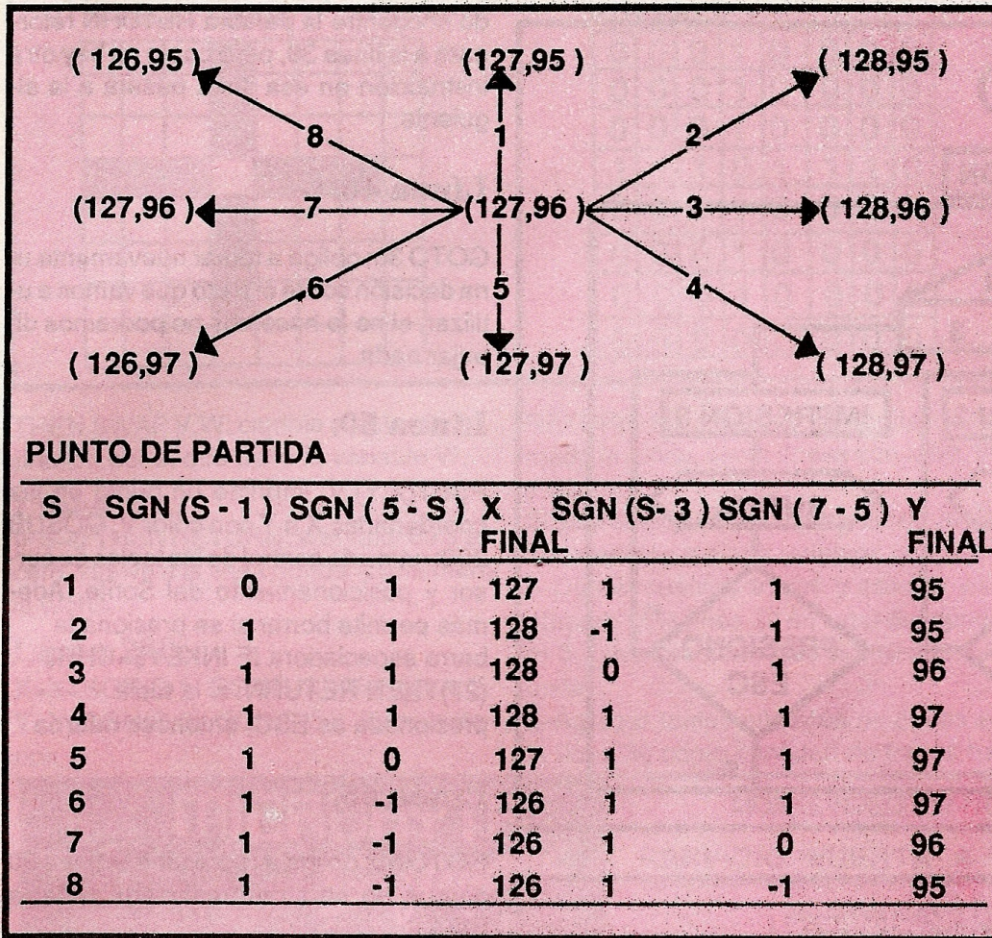 ( 126,95 ) (127,95) ( 128,95 )
8 1 2
(127,96 ) 7 (127,96 ) 3 ( 128,96 )
6 5 4
( 126,97 ) ( 127,97 ) ( 128,97 )
PUNTO DE PARTIDA
S SGN (S - 1 ) SGN ( 5 - S ) X SGN (S- 3 ) SGN ( 7 - 5 ) Y
FINAL FINAL
1 0 1 127 1 1 95
2 1 1 128 -1 1 95
3 1 1 128 0 1 96
4 1 1 128 1 1 97
5 1 0 127 1 1 97
6 1 -1 126 1 1 97
7 1 -1 126 1 0 96
8 1 -1 126 1 -1 95